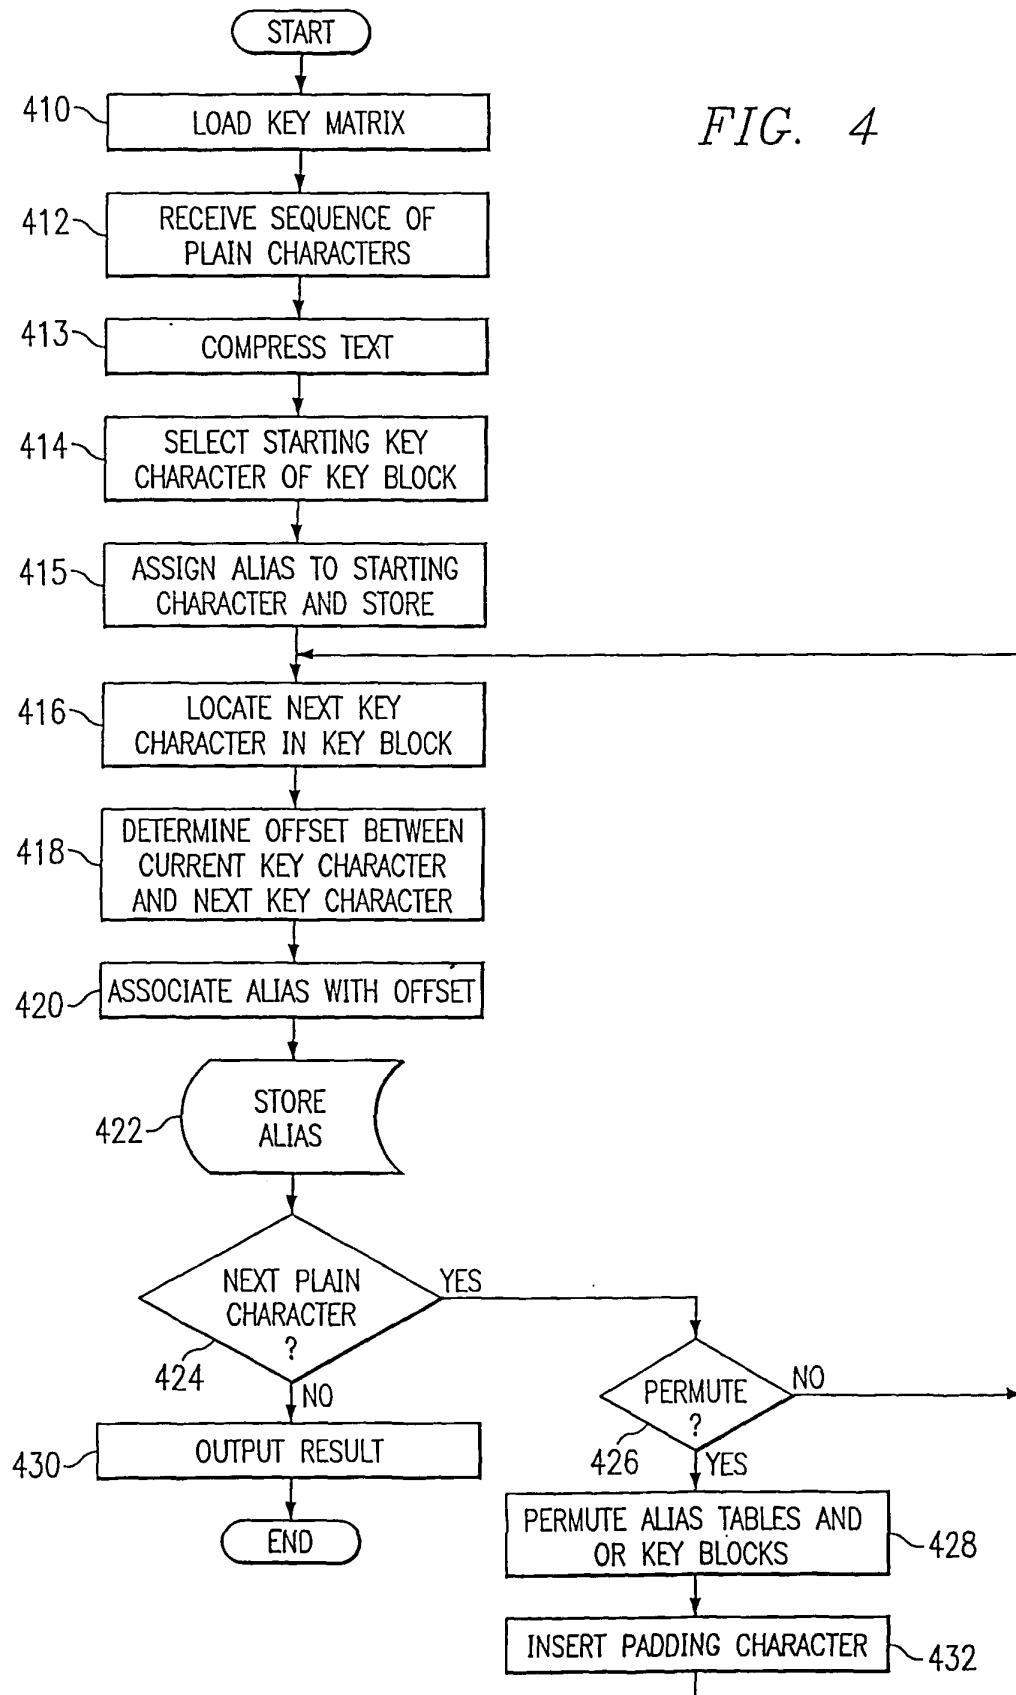 START
FIG. 4
410
LOAD KEY MATRIX
412
RECEIVE SEQUENCE OF
PLAIN CHARACTERS
413
COMPRESS TEXT
414
SELECT STARTING KEY
CHARACTER OF KEY BLOCK
415
ASSIGN ALIAS TO STARTING
CHARACTER AND STORE
416
LOCATE NEXT KEY
CHARACTER IN KEY BLOCK
418
DETERMINE OFFSET BETWEEN
CURRENT KEY CHARACTER
AND NEXT KEY CHARACTER
420
ASSOCIATE ALIAS WITH OFFSET
422
STORE
ALIAS
NEXT PLAIN
CHARACTER
?
424
YES
NO
PERMUTE
?
426
NO
YES
430
OUTPUT RESULT
END
PERMUTE ALIAS TABLES AND
OR KEY BLOCKS
428
INSERT PADDING CHARACTER
432